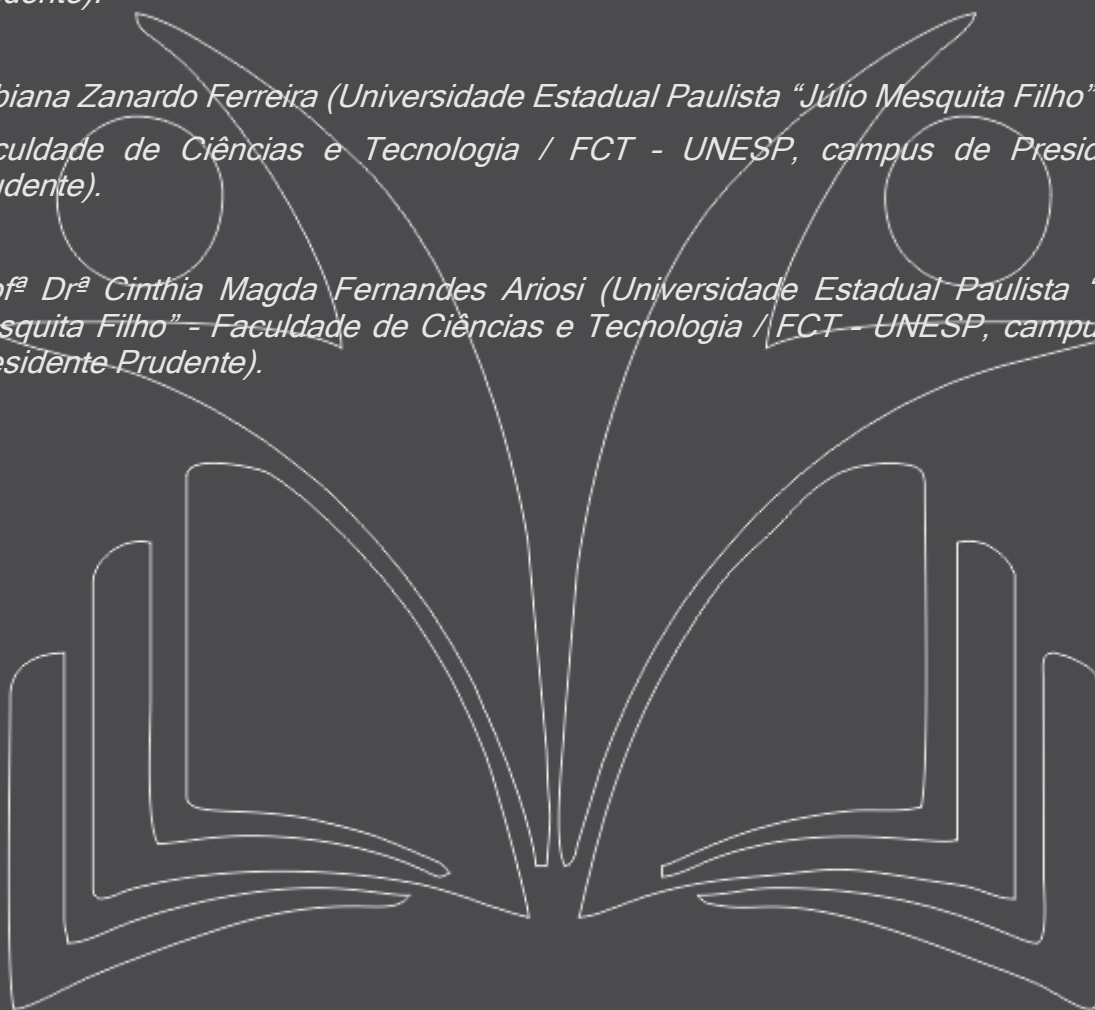 dente).
biana Zanardo Ferreira (Universidade Estadual Paulista “Júlio Mesquita Filho”
culdade de Ciências e Tecnologia / FCT - UNESP, campus de Presid
udente).
ofª Drª Cinthia Magda Fernandes Ariosi (Universidade Estadual Paulista “
squita Filho” - Faculdade de Ciências e Tecnologia / FCT - UNESP, campu
esidente Prudente).